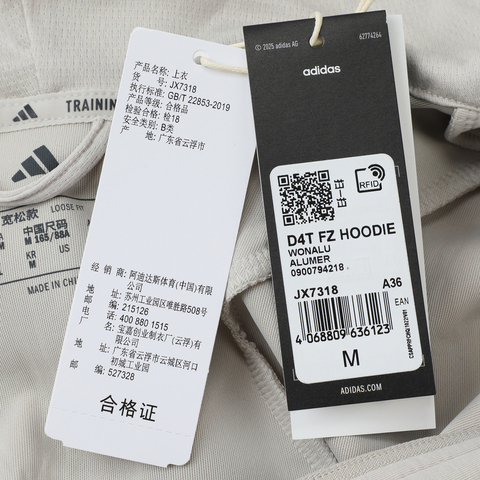 © 2025 adidas AG
62774264
adidas
RFID
D4T FZ HOODIE
WONALU
ALUMER
0900794218
JX7318 A36
EAN
4 068809 636123
M
ADIDAS.COM
产品名称: 上衣
货 号: JX7318
执行标准: GB/T 22853-2019
产品等级: 合格品
检验合格: 检18
安全类别: B类
产 地: 广东省云浮市
经 销 商: 阿迪达斯体育(中国)有限公司
地 址: 苏州工业园区唯胜路508号
邮 编: 215126
电 话: 400 880 1515
厂 名: 宝嘉创业制衣厂(云浮)有限公司
厂 址: 广东省云浮市云城区河口初城工业园
邮 编: 527328
合格证
TRAINING
宽松款 LOOSE FIT
中国尺码
M 165/88A
KR
US
M
MADE IN CHINA